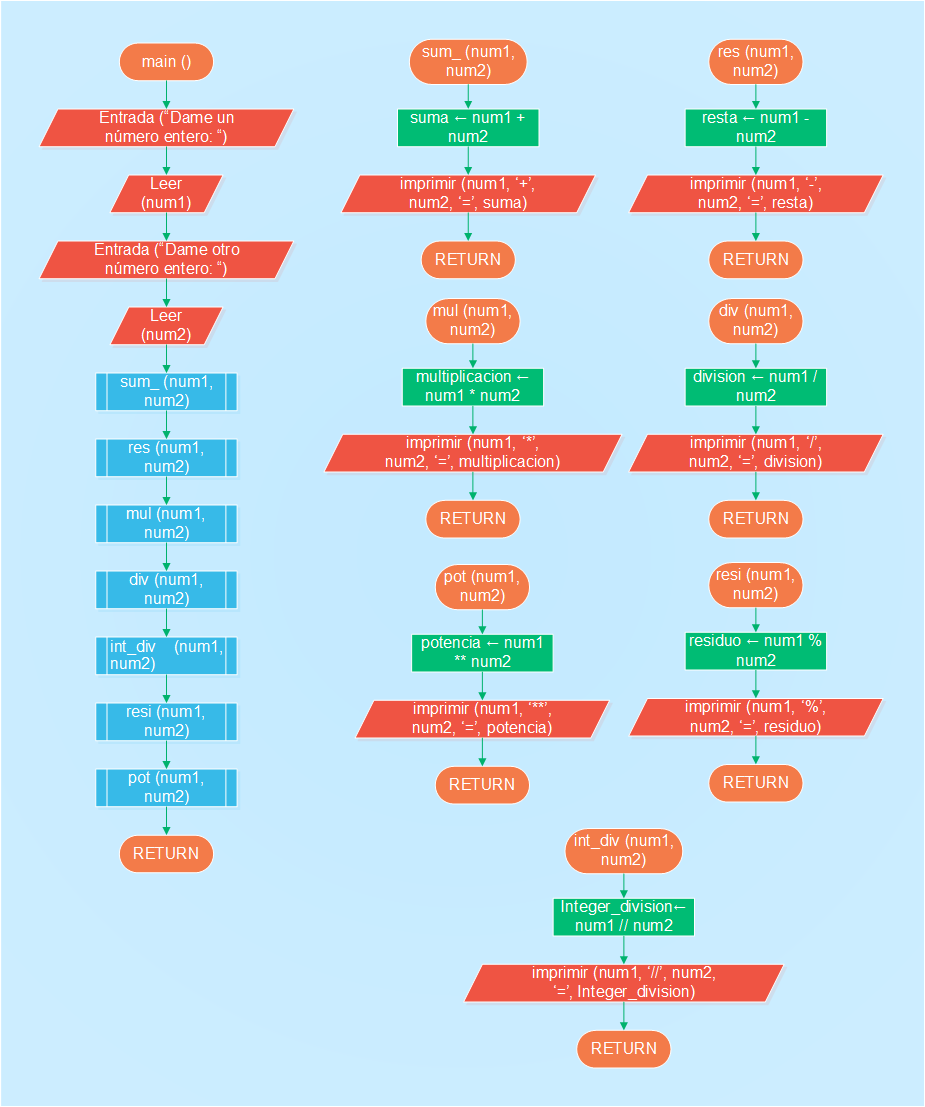 main ()
Entrada (“Dame un
número entero: “)
Leer
(num1)
Entrada (“Dame otro
número entero: “)
Leer
(num2)
sum_ (num1,
num2)
res (num1,
num2)
mul (num1,
num2)
div (num1,
num2)
int_div (num1,
num2)
resi (num1,
num2)
pot (num1,
num2)
RETURN
sum_ (num1,
num2)
suma ← num1 +
num2
imprimir (num1, ‘+’,
num2, ‘=’, suma)
RETURN
res (num1,
num2)
resta ← num1 -
num2
imprimir (num1, ‘-’,
num2, ‘=’, resta)
RETURN
mul (num1,
num2)
multiplicacion ←
num1 * num2
imprimir (num1, ‘*’,
num2, ‘=’, multiplicacion)
RETURN
div (num1,
num2)
division ← num1 /
num2
imprimir (num1, ‘/’,
num2, ‘=’, division)
RETURN
pot (num1,
num2)
potencia ← num1
** num2
imprimir (num1, ‘**’,
num2, ‘=’, potencia)
RETURN
resi (num1,
num2)
residuo ← num1 %
num2
imprimir (num1, ‘%’,
num2, ‘=’, residuo)
RETURN
int_div (num1,
num2)
Integer_division←
num1 // num2
imprimir (num1, ‘//’, num2,
‘=’, Integer_division)
RETURN